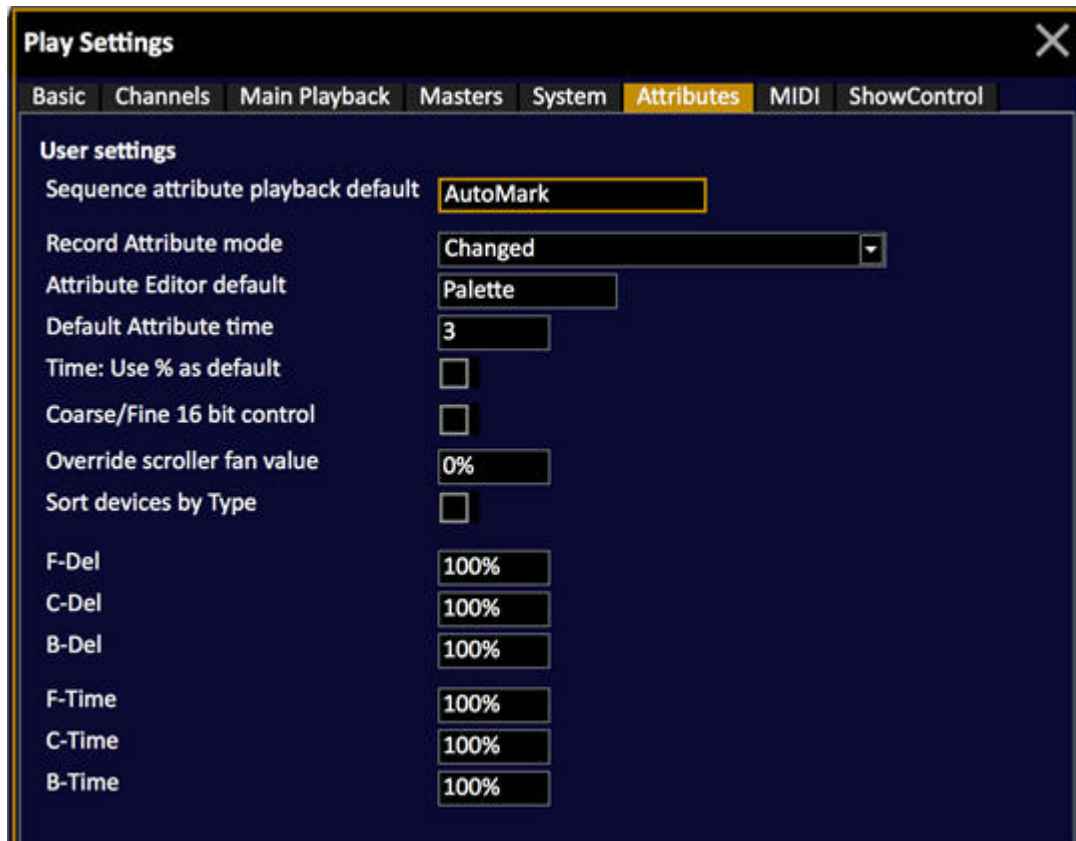 Play Settings
Basic Channels Main Playback Masters System Attributes MIDI ShowControl
User settings
Sequence attribute playback default AutoMark
Record Attribute mode Changed
Attribute Editor default Palette
Default Attribute time 3
Time: Use % as default
Coarse/Fine 16 bit control
Override scroller fan value 0%
Sort devices by Type
F-Del 100%
C-Del 100%
B-Del 100%
F-Time 100%
C-Time 100%
B-Time 100%